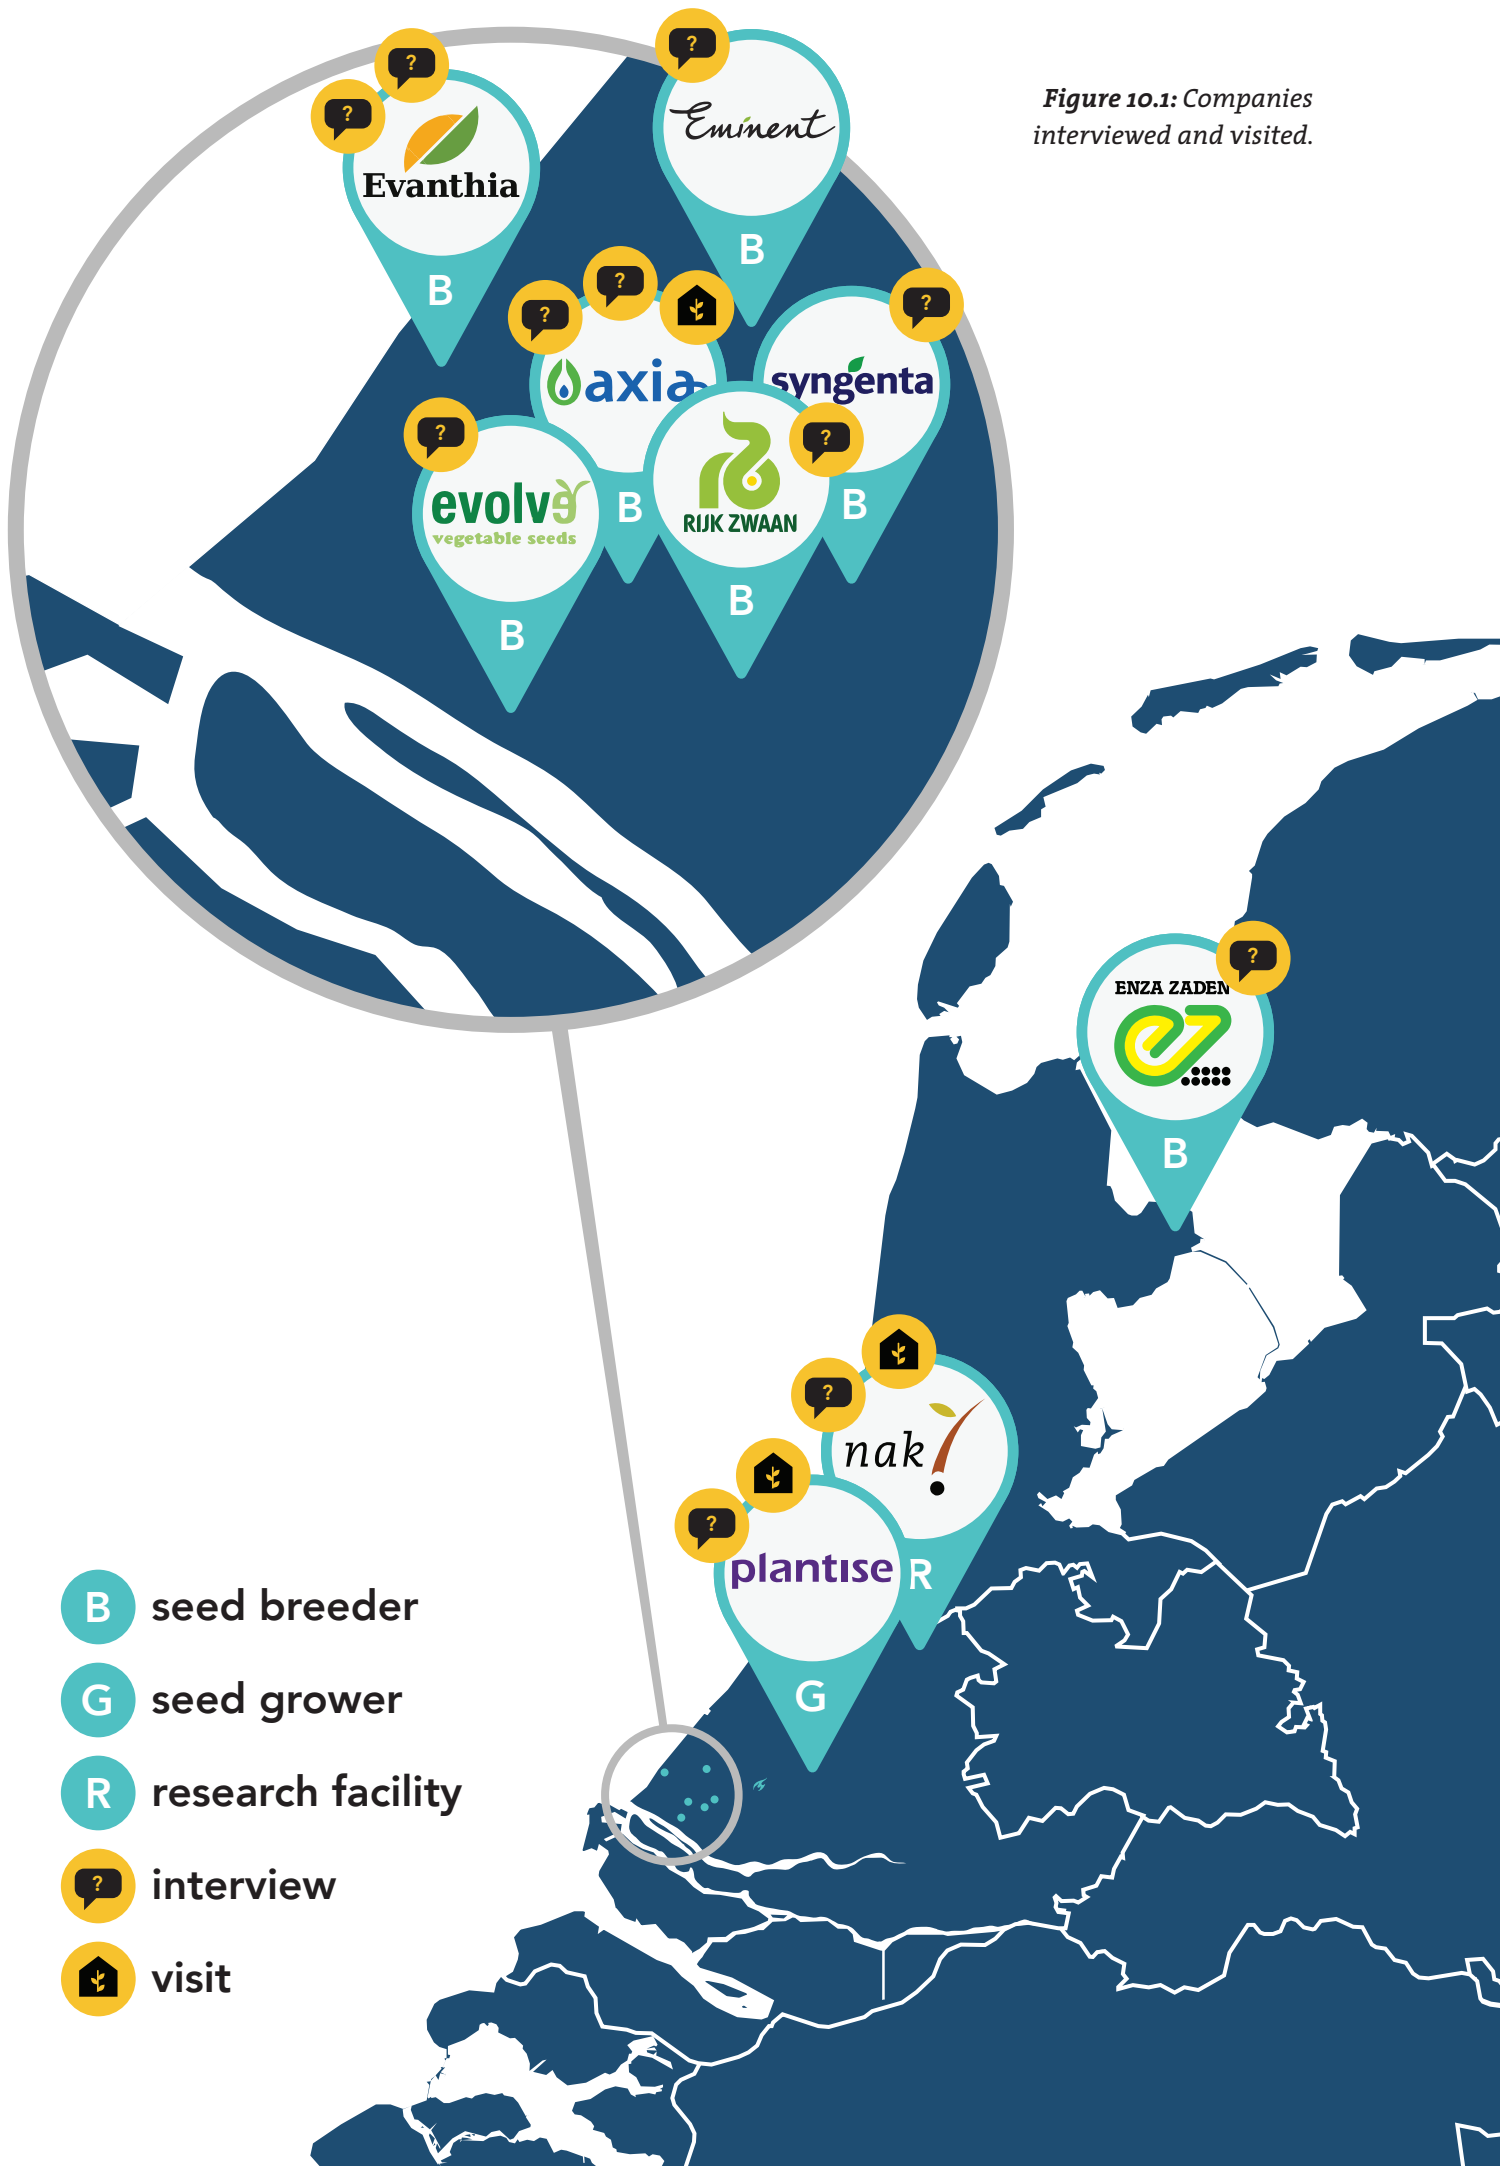 Figure 10.1: Companies
interviewed and visited.
?
?
Evanthia
B
?
Eminent
B
?
?
axia
B
?
syngenta
B
?
evolve
vegetable seeds
B
?
RIJK ZWAAN
B
?
ENZA ZADEN
B
?
nak
R
?
plantise
G
B seed breeder
G seed grower
R research facility
? interview
visit